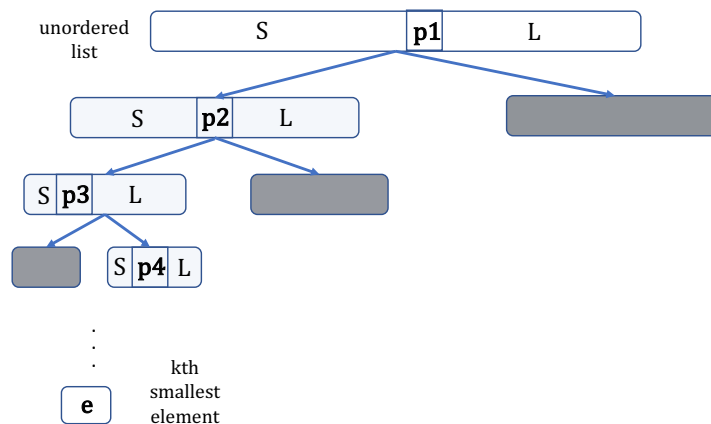 unordered
list
S p1 L
S p2 L
S p3 L
S p4 L
.
.
.
kth
smallest
element
e